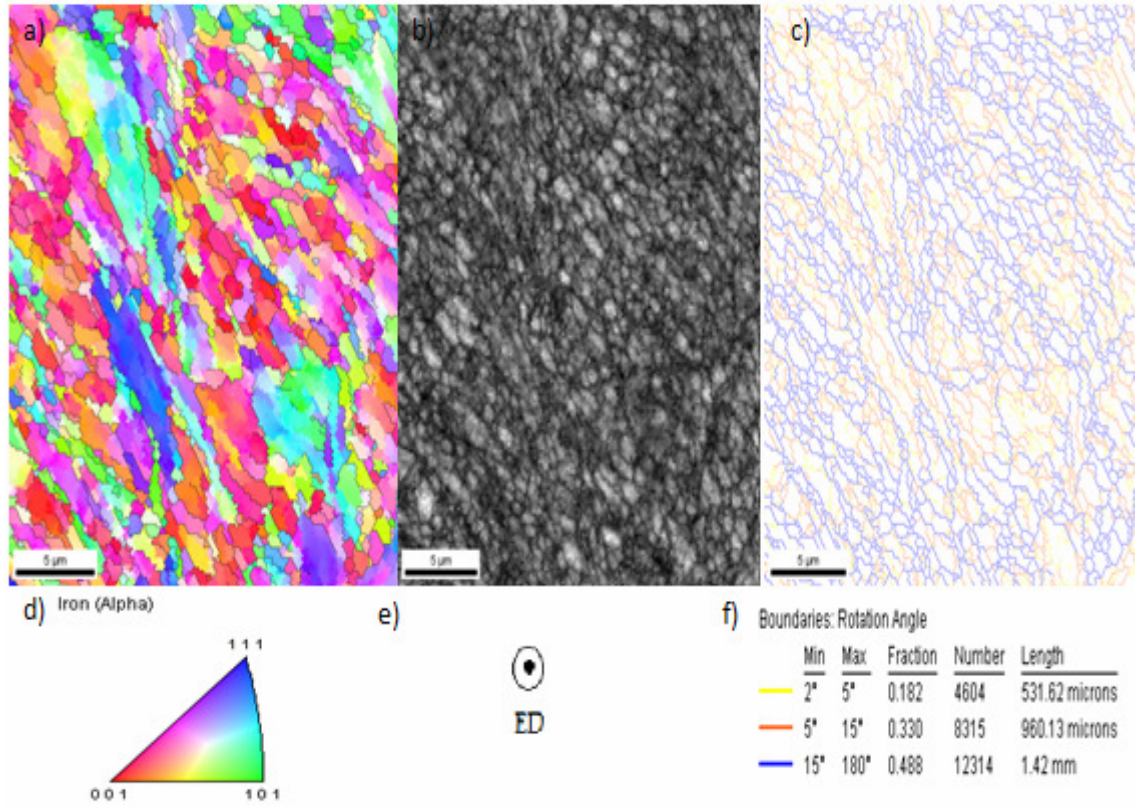 a)
b)
c)
5 µm
5 µm
5 µm
d) Iron (Alpha)
1 1 1
0 0 1
1 0 1
e)
ED
f) Boundaries: Rotation Angle
Min Max Fraction Number Length
2° 5° 0.182 4604 531.62 microns
5° 15° 0.330 8315 960.13 microns
15° 180° 0.488 12314 1.42 mm